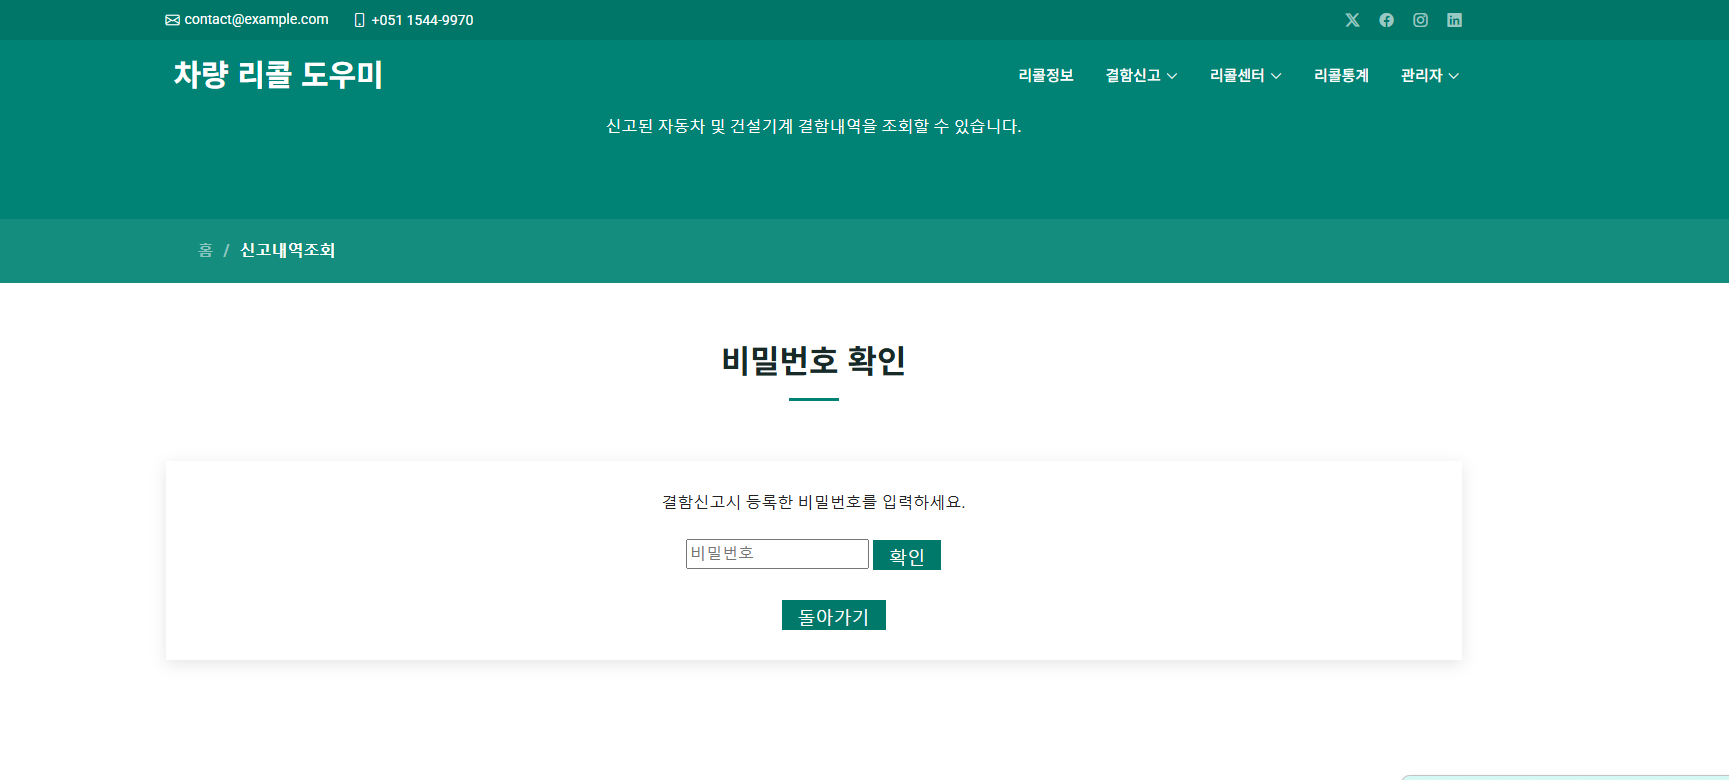 contact@example.com +051 1544-9970
차량 리콜 도우미 리콜정보 결함신고 리콜센터 리콜통계 관리자
신고된 자동차 및 건설기계 결함내역을 조회할 수 있습니다.
홈 / 신고내역조회
비밀번호 확인
결함신고시 등록한 비밀번호를 입력하세요.
비밀번호 확인
돌아가기